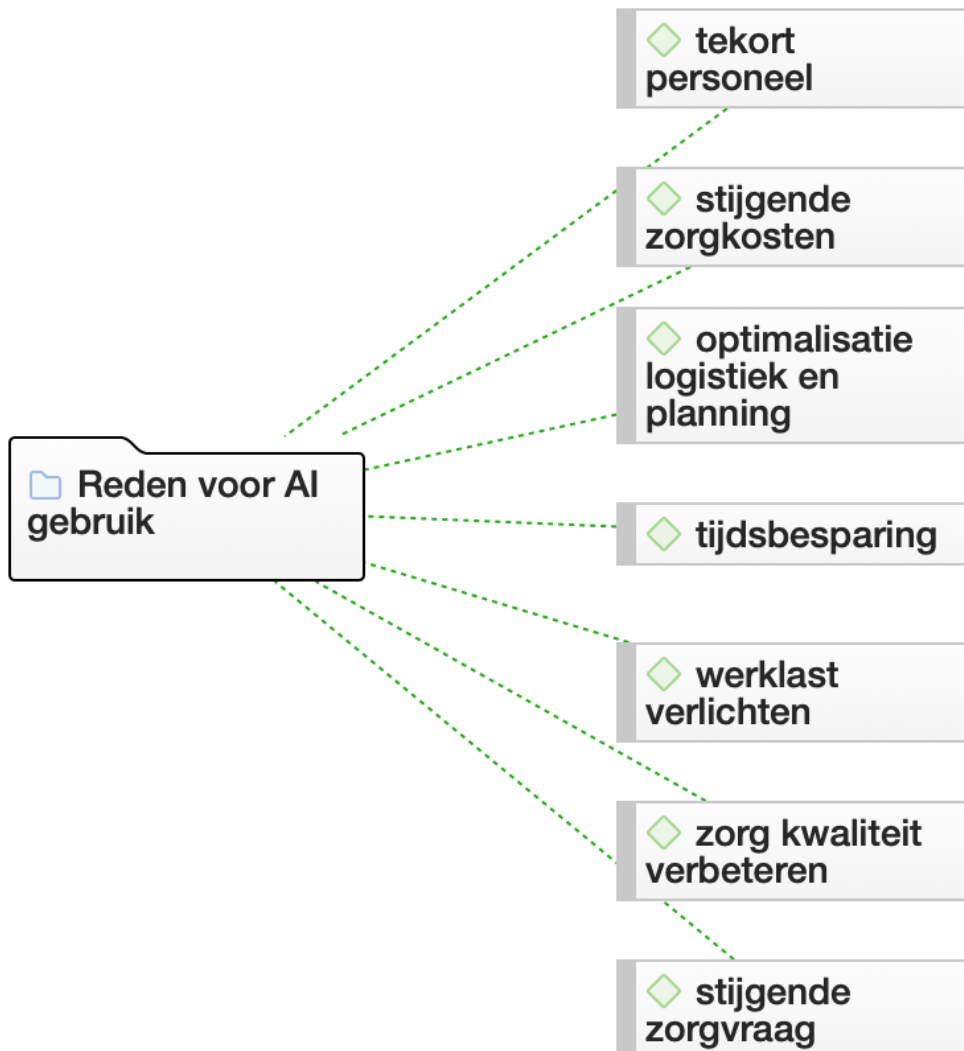 tekort
personeel
stijgende
zorgkosten
optimalisatie
logistiek en
planning
Reden voor AI
gebruik
tijdsbesparing
werklast
verlichten
zorg kwaliteit
verbeteren
stijgende
zorgvraag